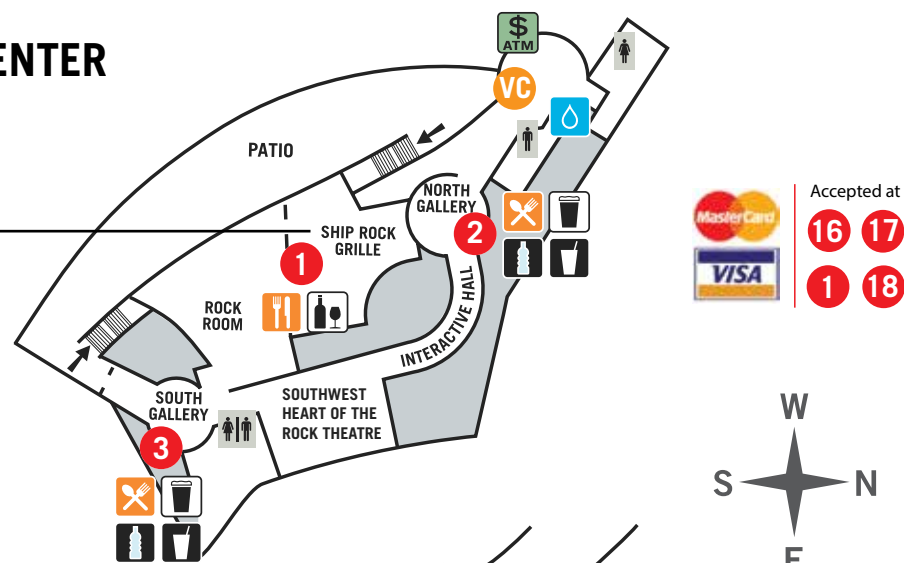 ENTER
$
ATM
VC
PATIO
NORTH
GALLERY
2
SHIP ROCK
GRILLE
1
ROCK
ROOM
INTERACTIVE HALL
SOUTH
GALLERY
SOUTHWEST
HEART OF THE
ROCK THEATRE
3
MasterCard
VISA
Accepted at
16 17
1 18
W
S N
E